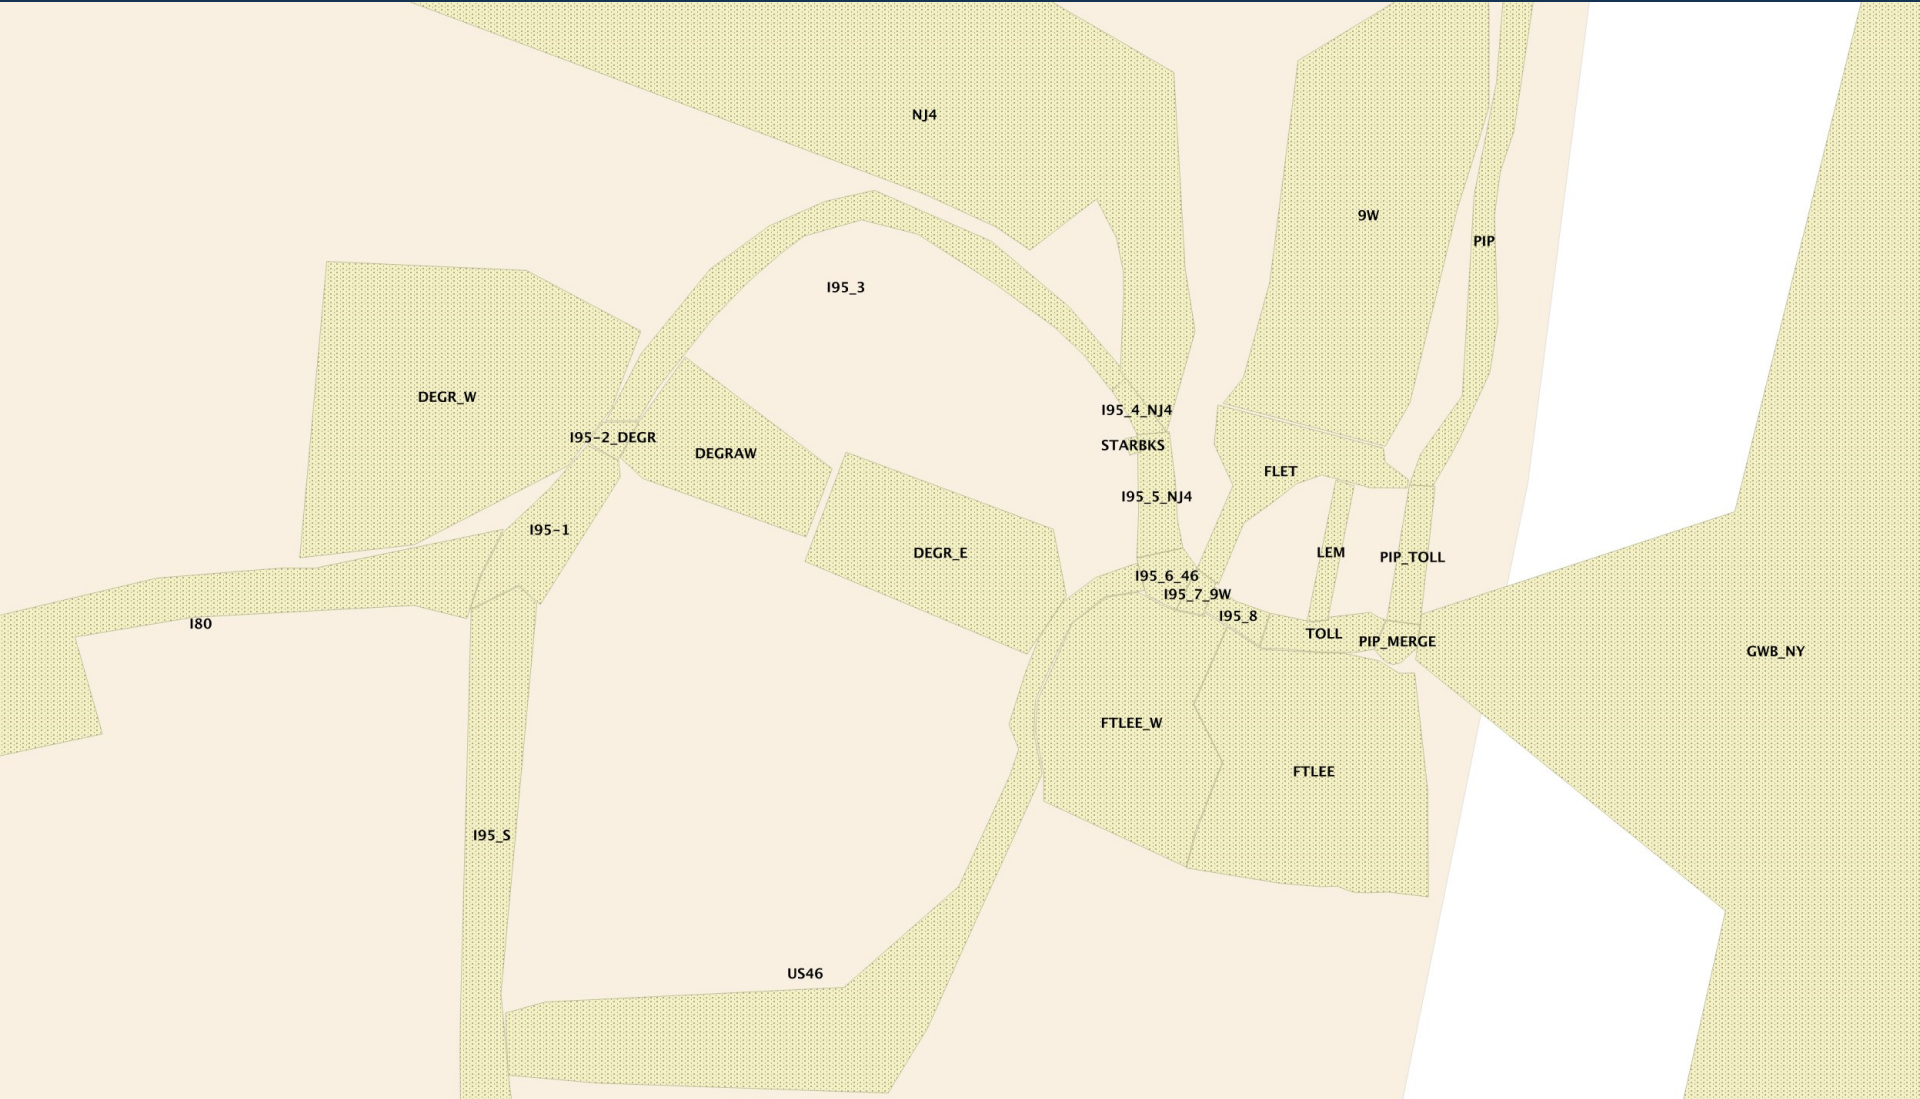 NJ4
9W
PIP
I95_3
DEGR_W
I95_4_NJ4
I95-2_DEGR
STARBKS
DEGRAW
FLET
I95_5_NJ4
I95-1
DEGR_E
LEM
PIP_TOLL
I95_6_46
I95_7_9W
I95_8
I80
TOLL
PIP_MERGE
GWB_NY
FTLEE_W
FTLEE
I95_S
US46